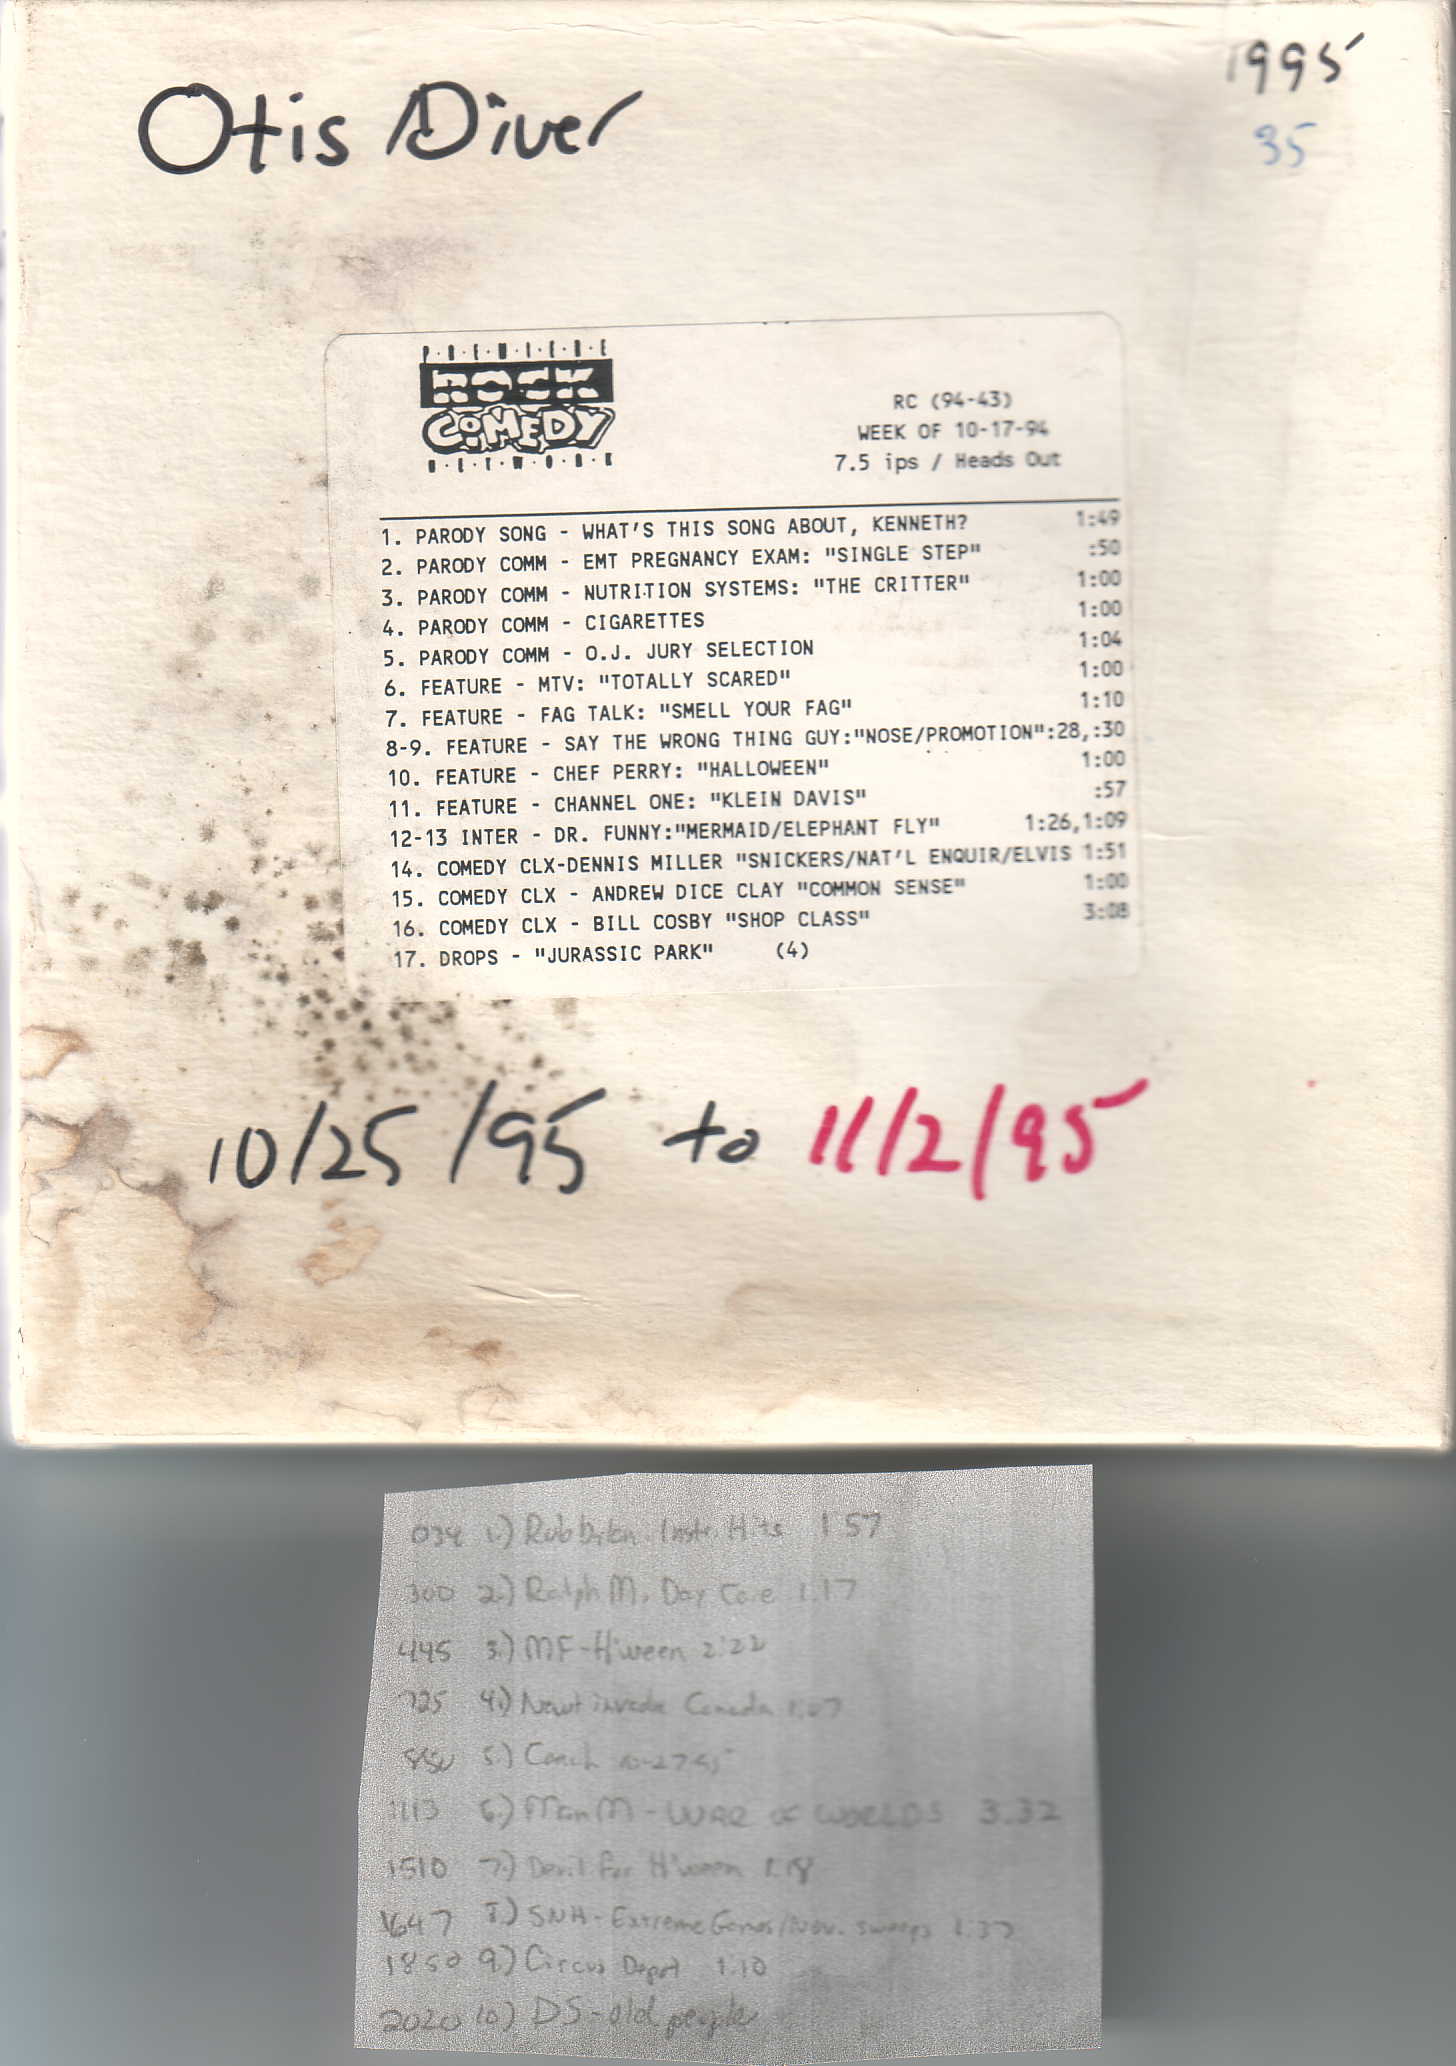 1995
Otis Diver
35
PREMIERE
ROCK
COMEDY
NETWORK
RC (94-43)
WEEK OF 10-17-94
7.5 ips / Heads Out
1. PARODY SONG - WHAT'S THIS SONG ABOUT, KENNETH? 1:49
2. PARODY COMM - EMT PREGNANCY EXAM: "SINGLE STEP" :50
3. PARODY COMM - NUTRITION SYSTEMS: "THE CRITTER" 1:00
4. PARODY COMM - CIGARETTES 1:00
5. PARODY COMM - O.J. JURY SELECTION 1:04
6. FEATURE - MTV: "TOTALLY SCARED" 1:00
7. FEATURE - FAG TALK: "SMELL YOUR FAG" 1:10
8-9. FEATURE - SAY THE WRONG THING GUY:"NOSE/PROMOTION":28,:30
10. FEATURE - CHEF PERRY: "HALLOWEEN" 1:00
11. FEATURE - CHANNEL ONE: "KLEIN DAVIS" :57
12-13 INTER - DR. FUNNY:"MERMAID/ELEPHANT FLY" 1:26,1:09
14. COMEDY CLX-DENNIS MILLER "SNICKERS/NAT'L ENQUIR/ELVIS 1:51
15. COMEDY CLX - ANDREW DICE CLAY "COMMON SENSE" 1:00
16. COMEDY CLX - BILL COSBY "SHOP CLASS" 3:08
17. DROPS - "JURASSIC PARK" (4)
10/25/95 to 11/2/95
034 1.) Instr. Hits 1 57
300 2.) Ralph M. Day Care 1.17
445 3.) MF-H'ween 2:22
725 4.) Newt invade Canada 1:07
5.)
1113 6.) M - WAR OF WORLDS 3.32
1510 7.) Devil for H'ween 1.18
1647 8.) SNH - Extreme Games/Nov. sweeps 1.37
1850 9.) Circus Depot 1.10
2020 10.) DS - old people